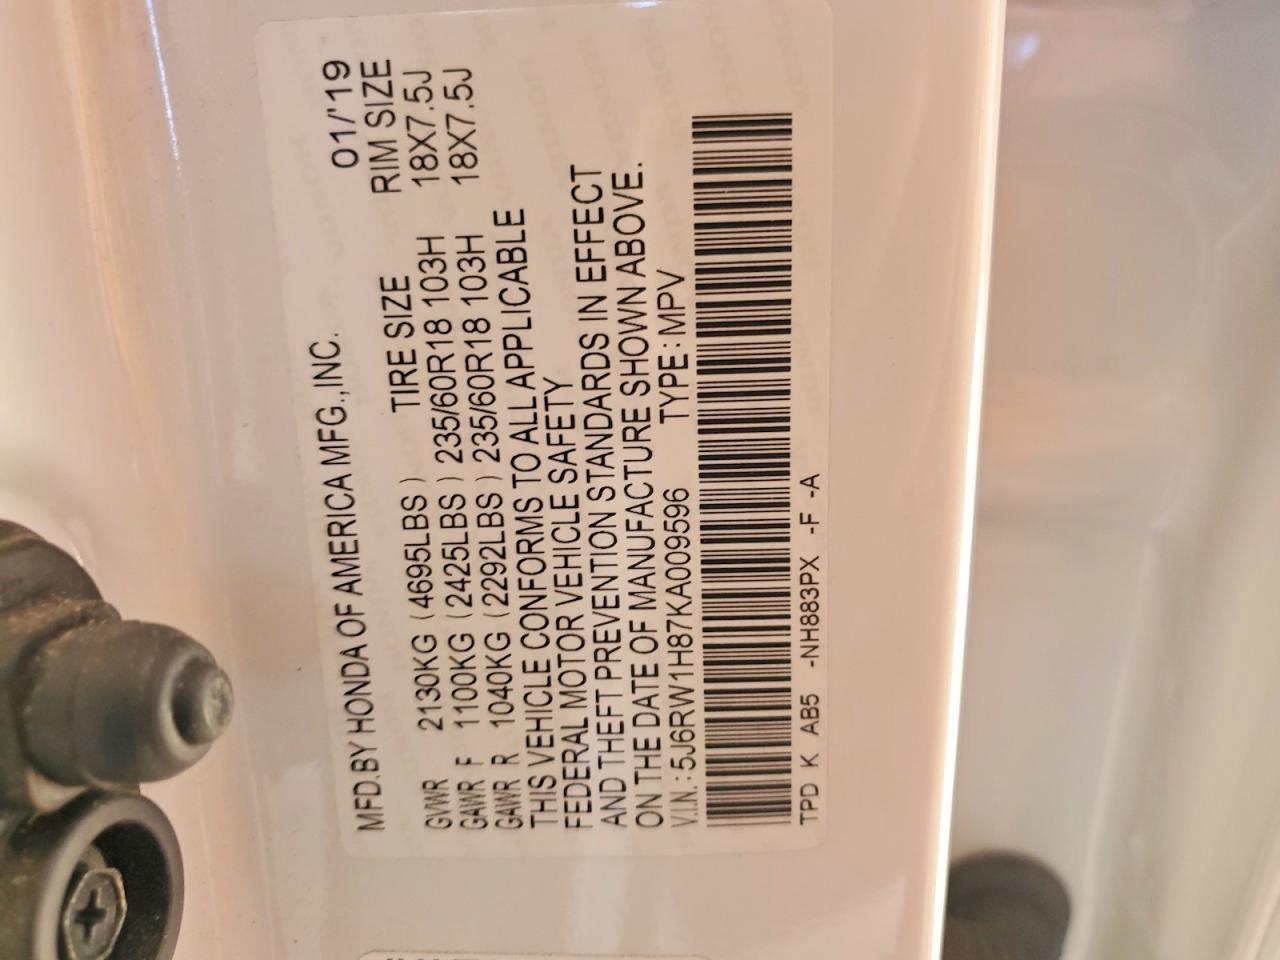 MFD.BY HONDA OF AMERICA MFG.,INC. 01/'19
TIRE SIZE RIM SIZE
GVWR 2130KG (4695LBS) 235/60R18 103H 18X7.5J
GAWR F 1100KG (2425LBS) 235/60R18 103H 18X7.5J
GAWR R 1040KG (2292LBS)
THIS VEHICLE CONFORMS TO ALL APPLICABLE
FEDERAL MOTOR VEHICLE SAFETY
AND THEFT PREVENTION STANDARDS IN EFFECT
ON THE DATE OF MANUFACTURE SHOWN ABOVE.
V.I.N.:5J6RW1H87KA009596 TYPE:MPV
TPD K AB5 -NH883PX -F -A